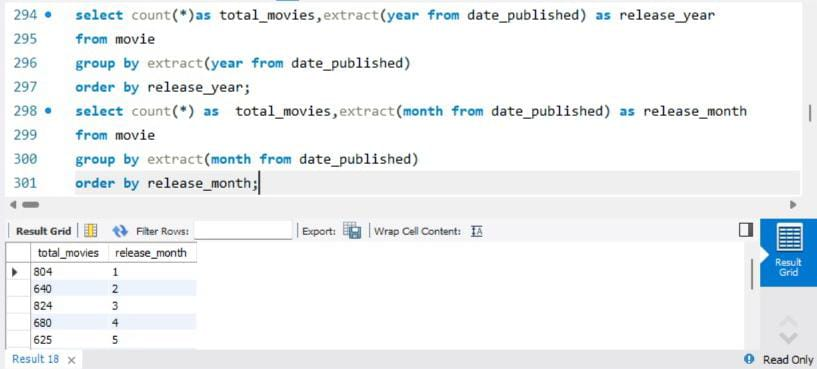 294 select count(*)as total_movies,extract(year from date_published) as release_year
295 from movie
296 group by extract(year from date_published)
297 order by release_year;
298 select count(*) as  total_movies,extract(month from date_published) as release_month
299 from movie
300 group by extract(month from date_published)
301 order by release_month;
Result Grid Filter Rows: Export: Wrap Cell Content:
total_movies release_month
804 1
640 2
824 3
680 4
625 5
Result Grid
Result 18 × Read Only